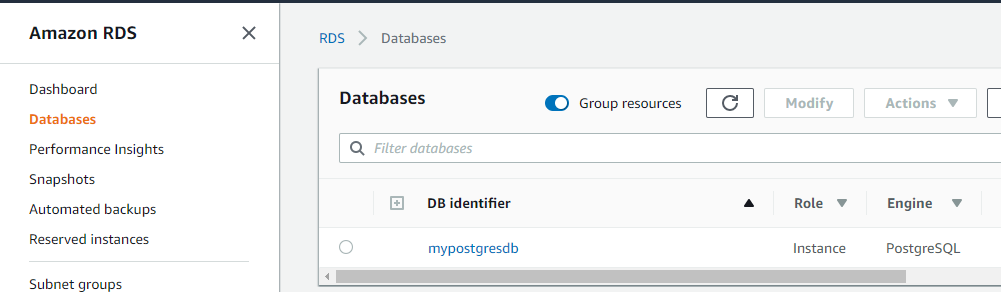 Amazon RDS
Dashboard
Databases
Performance Insights
Snapshots
Automated backups
Reserved instances
Subnet groups
RDS Databases
Databases Group resources Modify Actions
Filter databases
DB identifier Role Engine
mypostgresdb Instance PostgreSQL